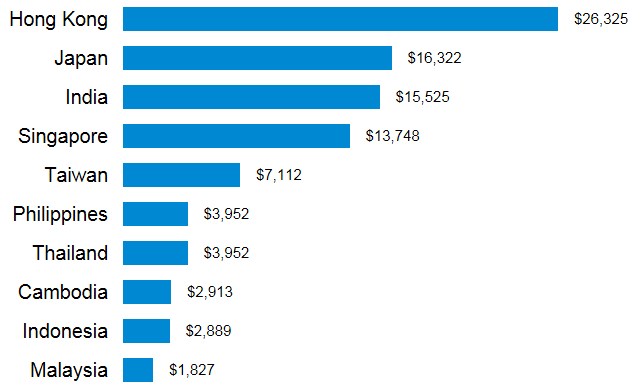 Hong Kong $26,325
Japan $16,322
India $15,525
Singapore $13,748
Taiwan $7,112
Philippines $3,952
Thailand $3,952
Cambodia $2,913
Indonesia $2,889
Malaysia $1,827